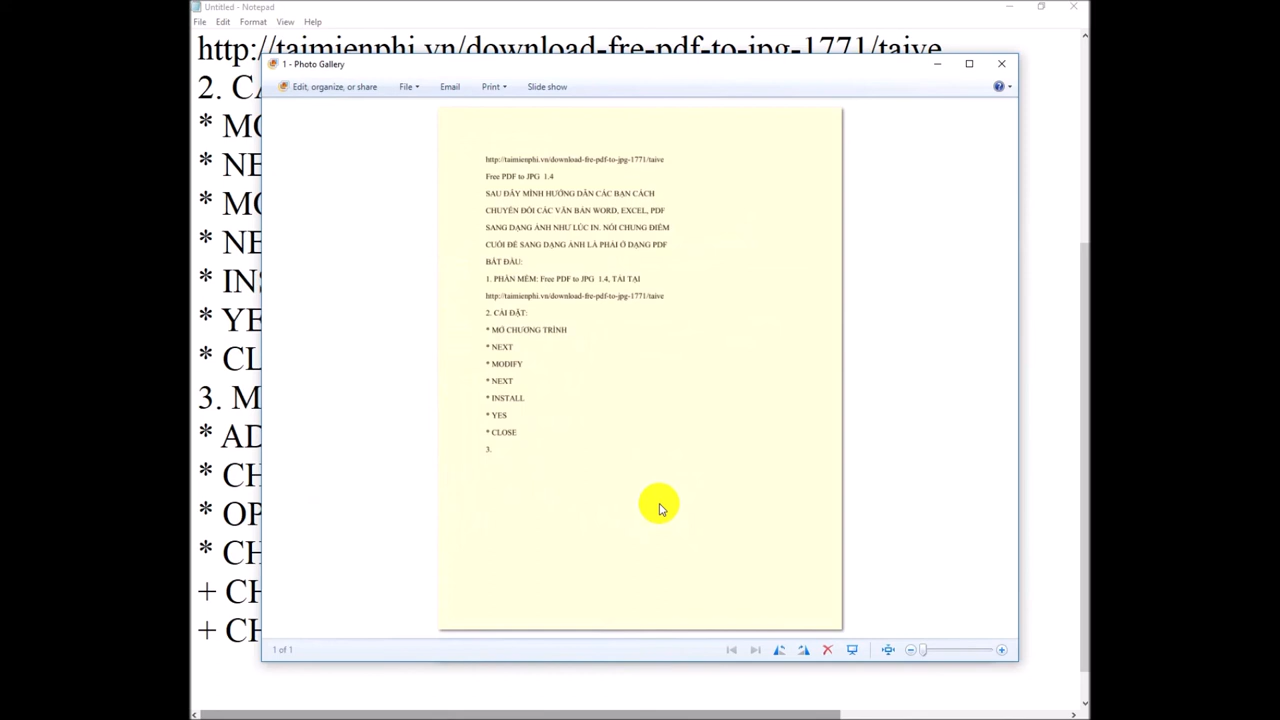 Untitled - Notepad
File Edit Format View Help
http://taimienphi.vn/download-fre-pdf-to-jpg-1771/taive
2. CÀ
* MỞ
* NE
* MO
* NE
* INS
* YE
* CL
3. M
* AD
* CH
* OP
* CH
+ CH
+ CH
1 - Photo Gallery
Edit, organize, or share File Email Print Slide show
http://taimienphi.vn/download-fre-pdf-to-jpg-1771/taive
Free PDF to JPG 1.4
SAU ĐÂY MÌNH HƯỚNG DẪN CÁC BẠN CÁCH
CHUYỂN ĐỔI CÁC VĂN BẢN WORD, EXCEL, PDF
SANG DẠNG ẢNH NHƯ LÚC IN. NÓI CHUNG ĐIỂM
CUỐI ĐỂ SANG DẠNG ẢNH LÀ PHẢI Ở DẠNG PDF
BẮT ĐẦU:
1. PHẦN MỀM: Free PDF to JPG 1.4, TẢI TẠI
http://taimienphi.vn/download-fre-pdf-to-jpg-1771/taive
2. CÀI ĐẶT:
* MỞ CHƯƠNG TRÌNH
* NEXT
* MODIFY
* NEXT
* INSTALL
* YES
* CLOSE
3.
1 of 1